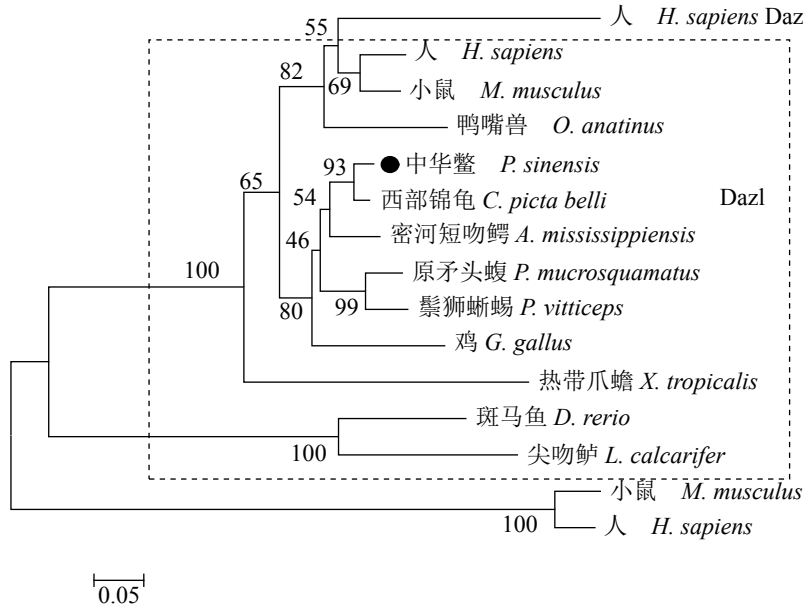 人 H. sapiens Daz
55
人 H. sapiens
82
69
小鼠 M. musculus
鸭嘴兽 O. anatinus
93
中华鳖 P. sinensis
65
54
西部锦龟 C. picta belli
Dazl
46
密河短吻鳄 A. mississippiensis
100
原矛头蝮 P. mucrosquamatus
80
99
鬃狮蜥蜴 P. vitticeps
鸡 G. gallus
热带爪蟾 X. tropicalis
斑马鱼 D. rerio
100
尖吻鲈 L. calcarifer
小鼠 M. musculus
100
人 H. sapiens
0.05